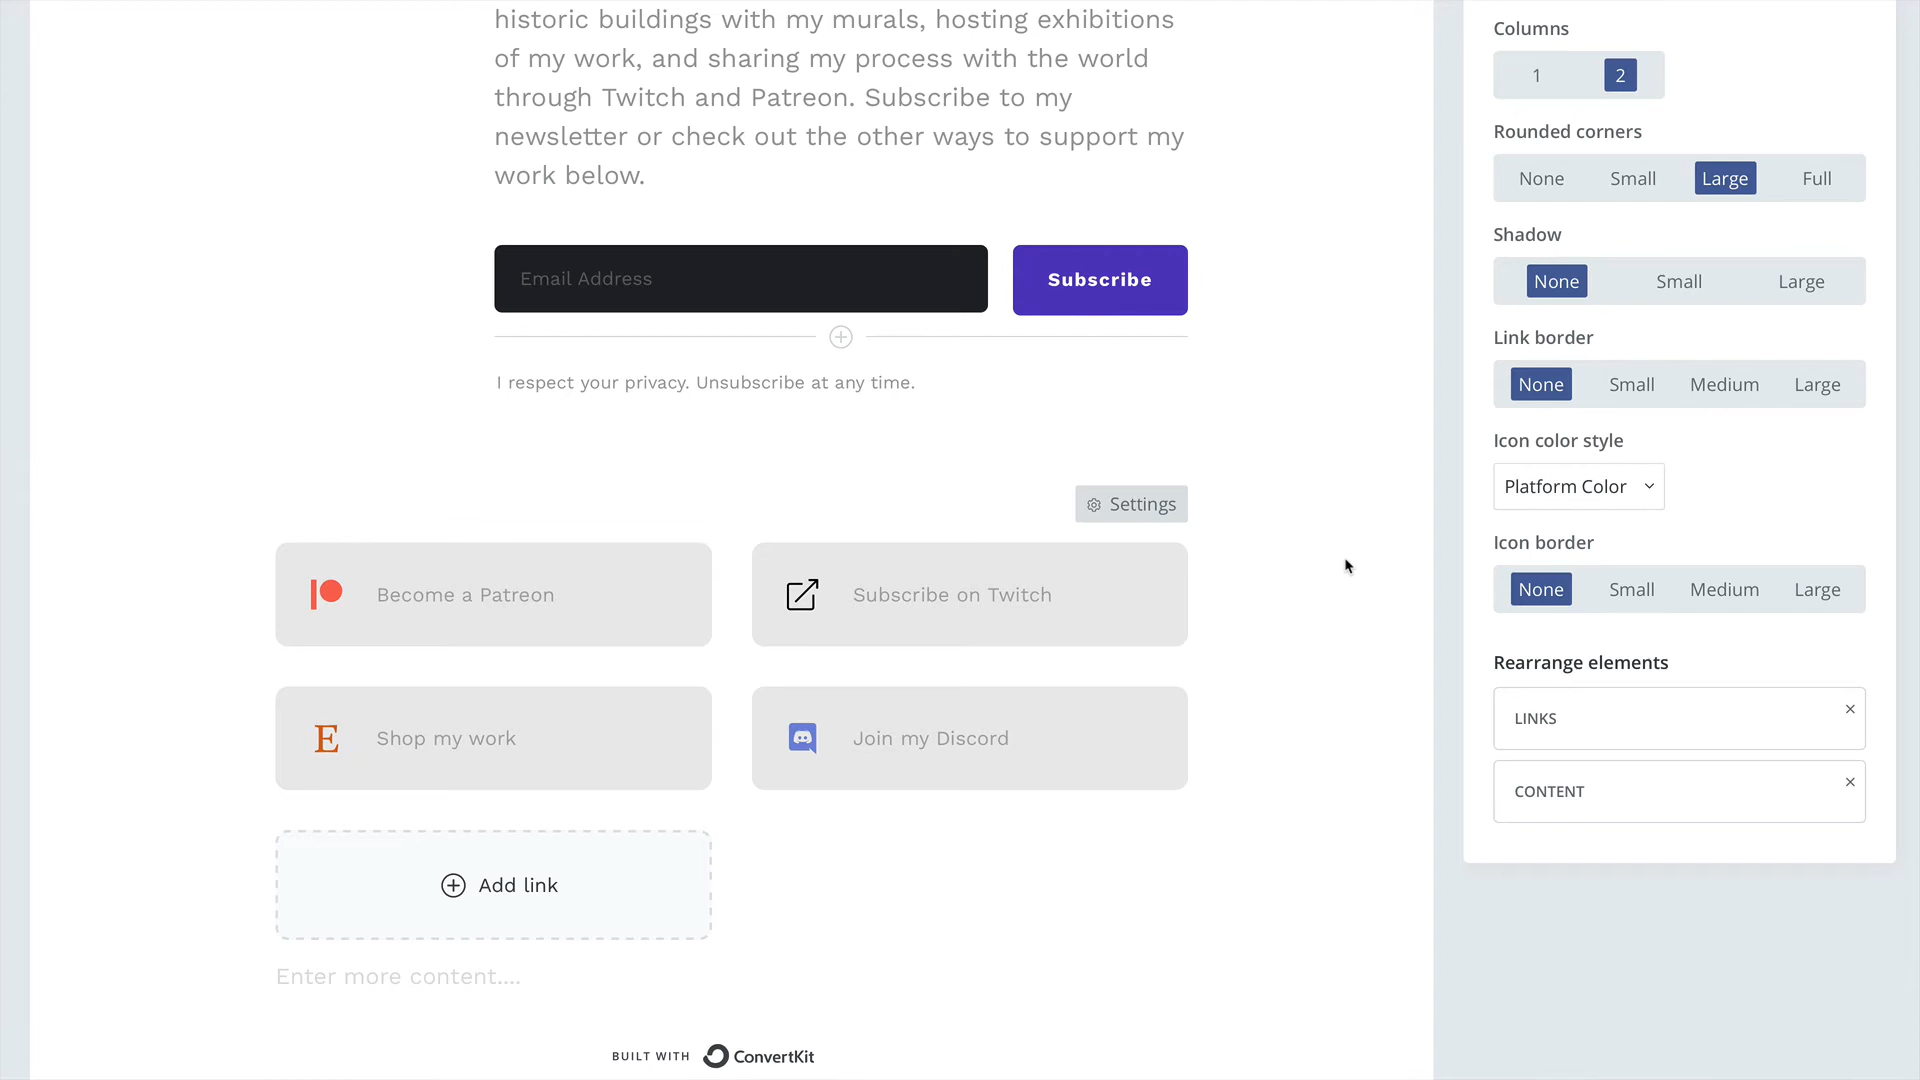 historic buildings with my murals, hosting exhibitions
of my work, and sharing my process with the world
through Twitch and Patreon. Subscribe to my
newsletter or check out the other ways to support my
work below.
Email Address
Subscribe
I respect your privacy. Unsubscribe at any time.
Settings
Become a Patreon
Subscribe on Twitch
Shop my work
Join my Discord
Add link
Enter more content....
BUILT WITH ConvertKit
Columns
1 2
Rounded corners
None Small Large Full
Shadow
None Small Large
Link border
None Small Medium Large
Icon color style
Platform Color
Icon border
None Small Medium Large
Rearrange elements
LINKS
CONTENT